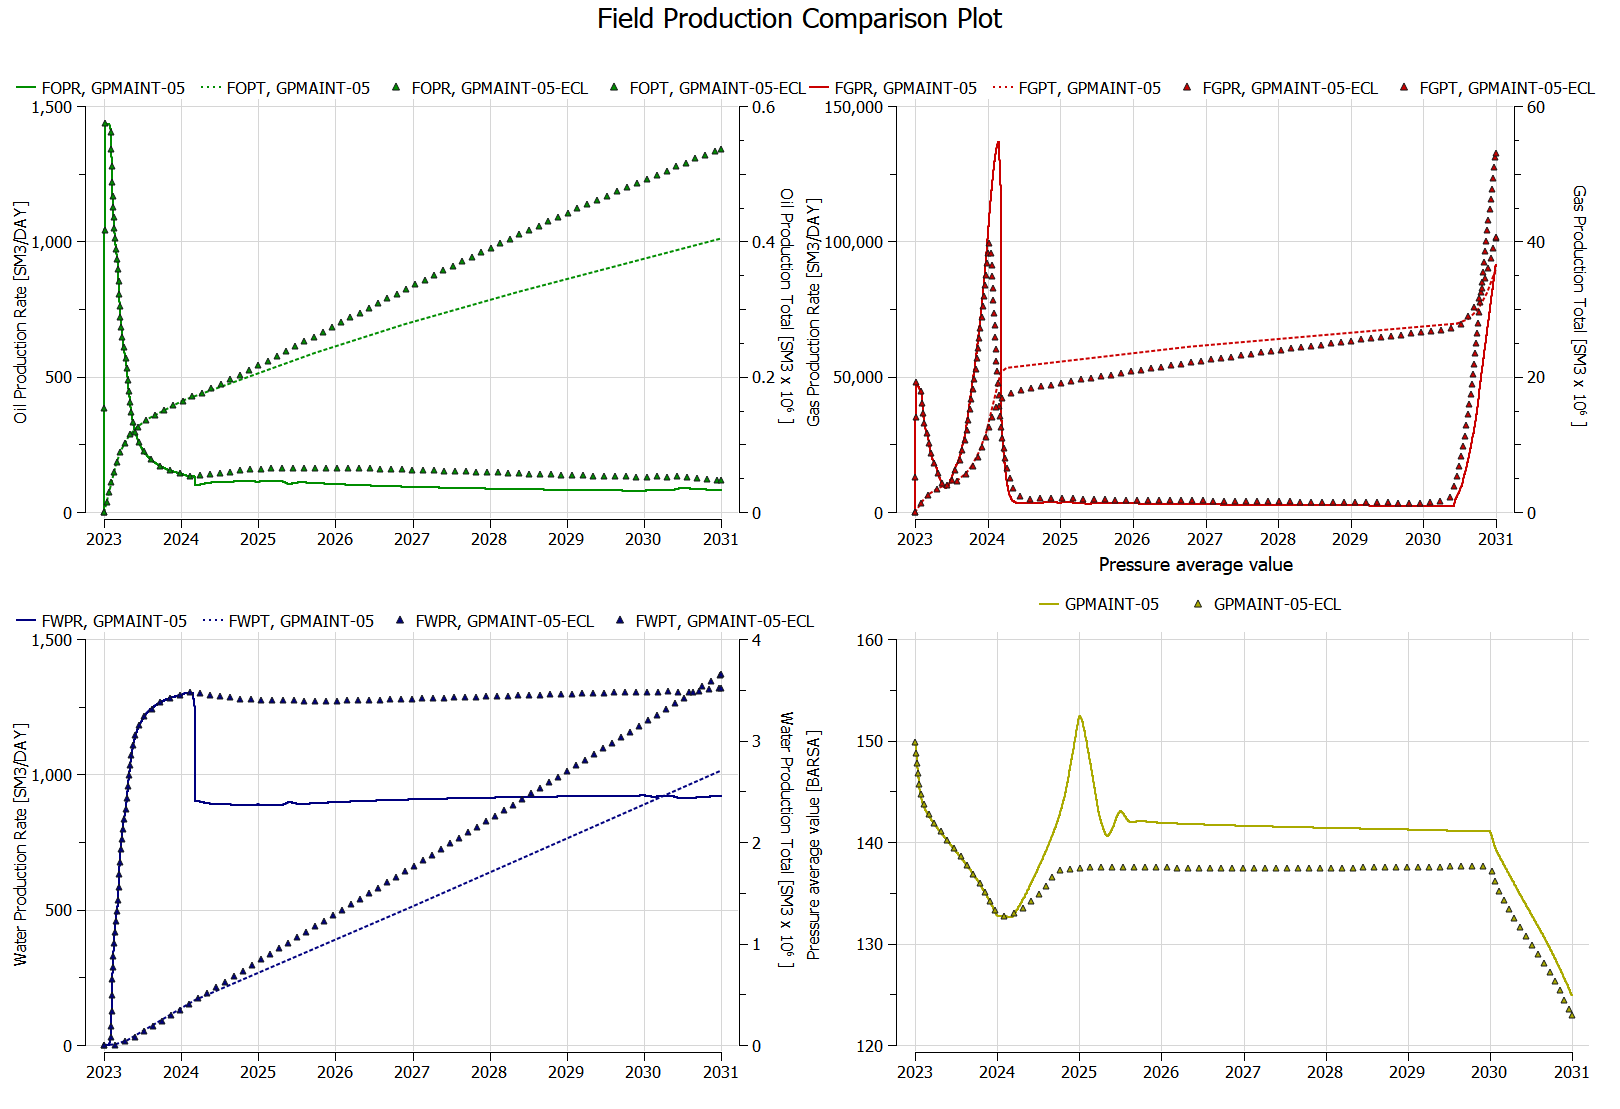 Field Production Comparison Plot
FOPR, GPMAINT-05 FOPT, GPMAINT-05 FOPR, GPMAINT-05-ECL FOPT, GPMAINT-05-ECL
1,500
1,000
500
0
Oil Production Rate [SM3/DAY]
0.6
0.4
0.2
0
Oil Production Total [SM3 x 10⁶ ]
2023 2024 2025 2026 2027 2028 2029 2030 2031
FGPR, GPMAINT-05 FGPT, GPMAINT-05 FGPR, GPMAINT-05-ECL FGPT, GPMAINT-05-ECL
150,000
100,000
50,000
0
Gas Production Rate [SM3/DAY]
60
40
20
0
Gas Production Total [SM3 x 10⁶ ]
2023 2024 2025 2026 2027 2028 2029 2030 2031
FWPR, GPMAINT-05 FWPT, GPMAINT-05 FWPR, GPMAINT-05-ECL FWPT, GPMAINT-05-ECL
1,500
1,000
500
0
Water Production Rate [SM3/DAY]
4
3
2
1
0
Water Production Total [SM3 x 10⁶ ]
2023 2024 2025 2026 2027 2028 2029 2030 2031
Pressure average value
GPMAINT-05 GPMAINT-05-ECL
160
150
140
130
120
Pressure average value [BARSA]
2023 2024 2025 2026 2027 2028 2029 2030 2031